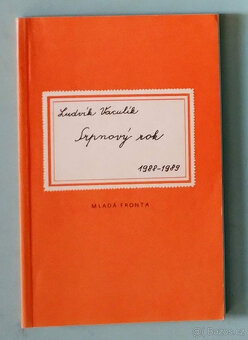 Ludvík Vaculík
Srpnový rok
1988-1989
MLADÁ FRONTA